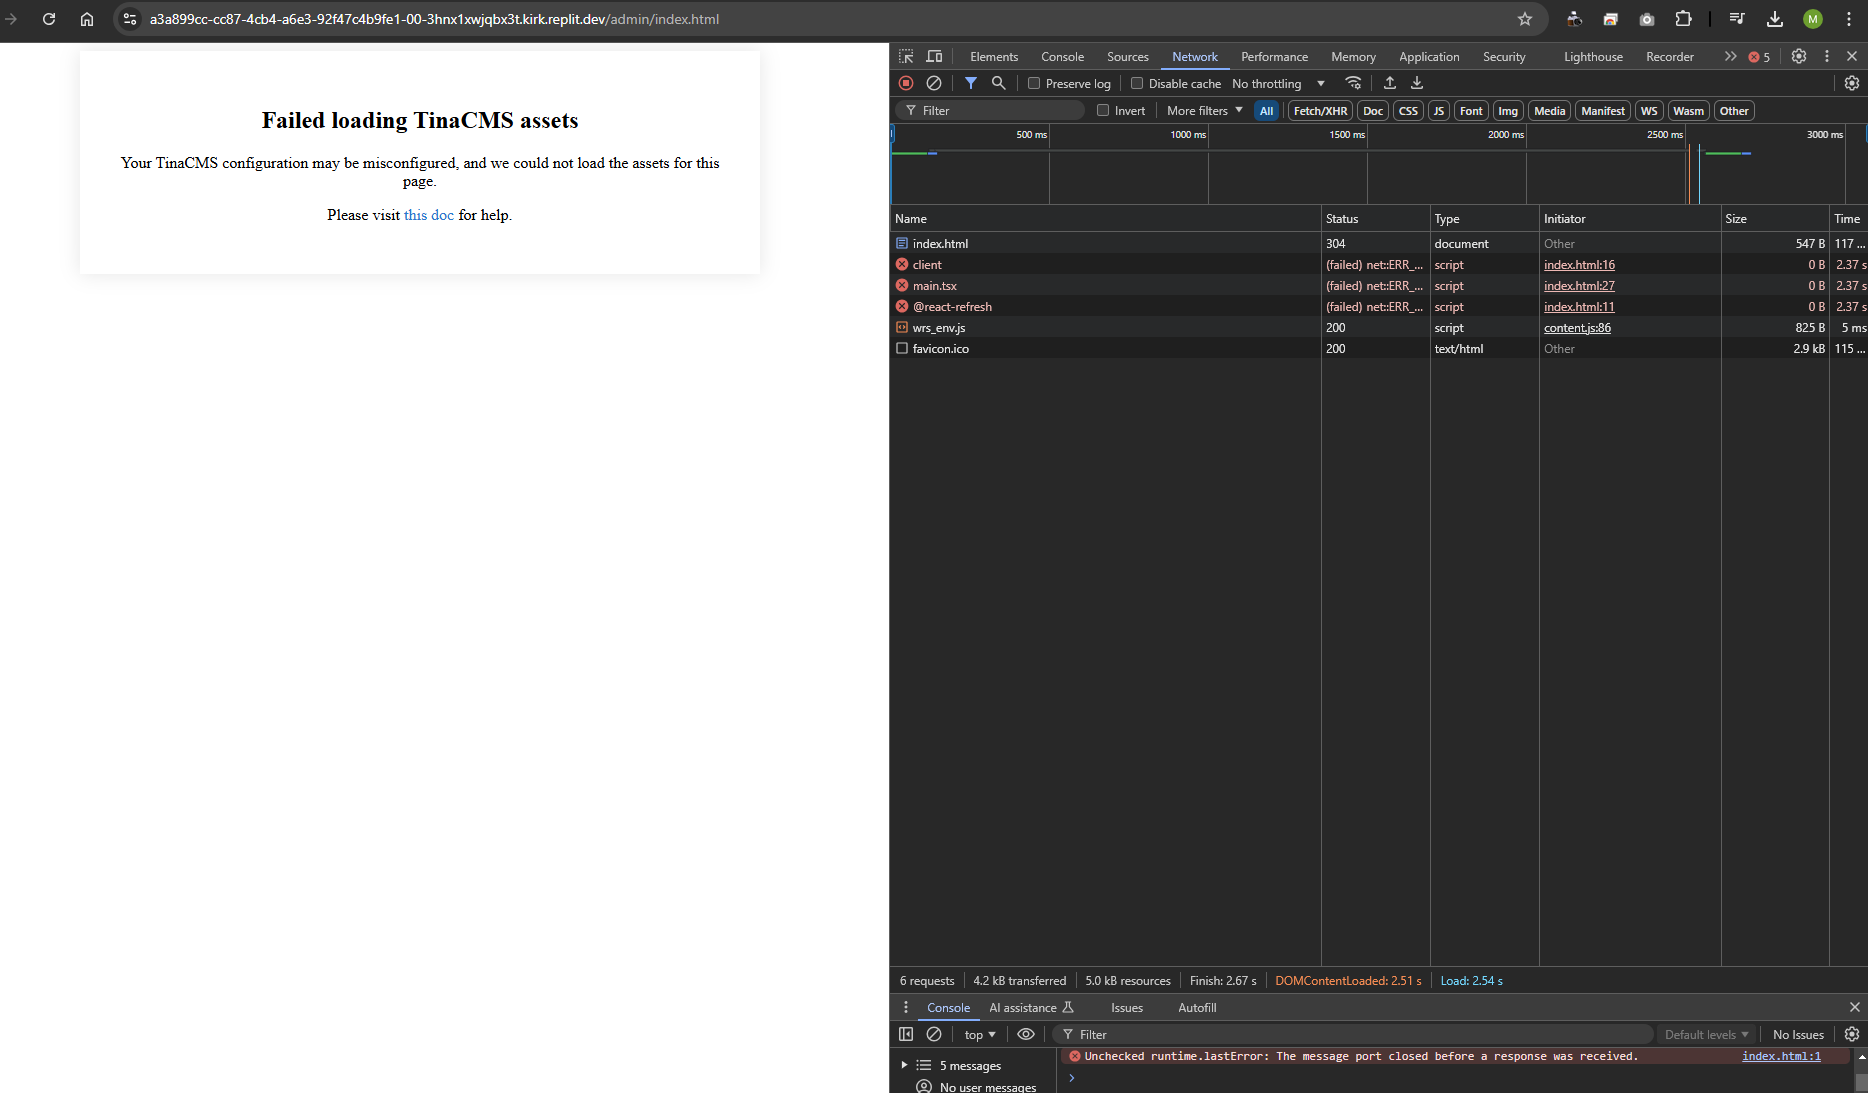 a3a899cc-cc87-4cb4-a6e3-92f47c4b9fe1-00-3hnx1xwjqbx3t.kirk.replit.dev/admin/index.html
M
Failed loading TinaCMS assets
Your TinaCMS configuration may be misconfigured, and we could not load the assets for this
page.
Please visit this doc for help.
Elements Console Sources Network Performance Memory Application Security Lighthouse Recorder 5
Preserve log Disable cache No throttling
Filter Invert More filters All Fetch/XHR Doc CSS JS Font Img Media Manifest WS Wasm Other
500 ms 1000 ms 1500 ms 2000 ms 2500 ms 3000 ms
Name Status Type Initiator Size Time
index.html 304 document Other 547 B 117 ...
client (failed) net::ERR_... script index.html:16 0 B 2.37 s
main.tsx (failed) net::ERR_... script index.html:27 0 B 2.37 s
@react-refresh (failed) net::ERR_... script index.html:11 0 B 2.37 s
wrs_env.js 200 script content.js:86 825 B 5 ms
favicon.ico 200 text/html Other 2.9 kB 115 ...
6 requests 4.2 kB transferred 5.0 kB resources Finish: 2.67 s DOMContentLoaded: 2.51 s Load: 2.54 s
Console AI assistance Issues Autofill
top Filter Default levels No Issues
5 messages
No user messages
Unchecked runtime.lastError: The message port closed before a response was received. index.html:1